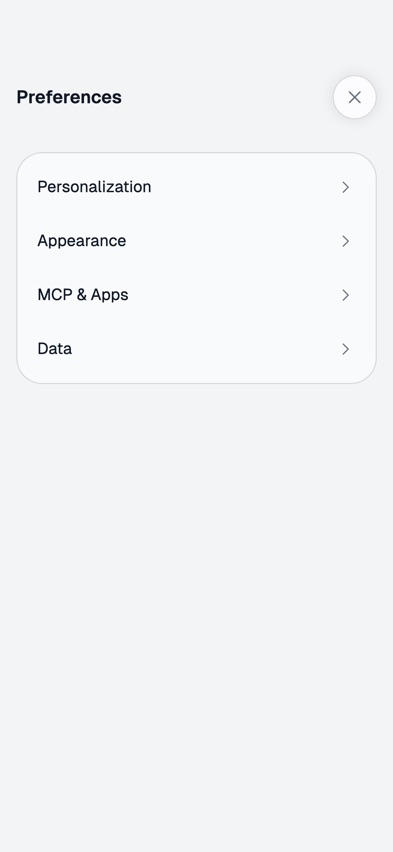 Preferences
Personalization
Appearance
MCP & Apps
Data